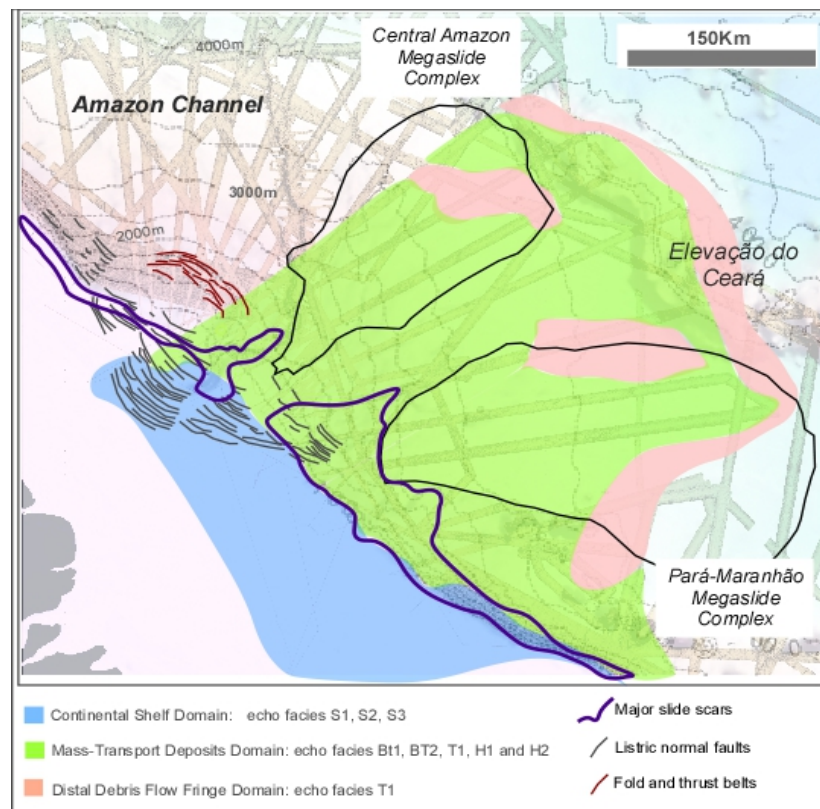 Central Amazon
Megaslide
Complex
150Km
4000m
Amazon Channel
3000m
2000m
Elevação do
Ceará
Pará-Maranhão
Megaslide
Complex
Continental Shelf Domain: echo facies S1, S2, S3
Mass-Transport Deposits Domain: echo facies Bt1, BT2, T1, H1 and H2
Distal Debris Flow Fringe Domain: echo facies T1
Major slide scars
Listric normal faults
Fold and thrust belts